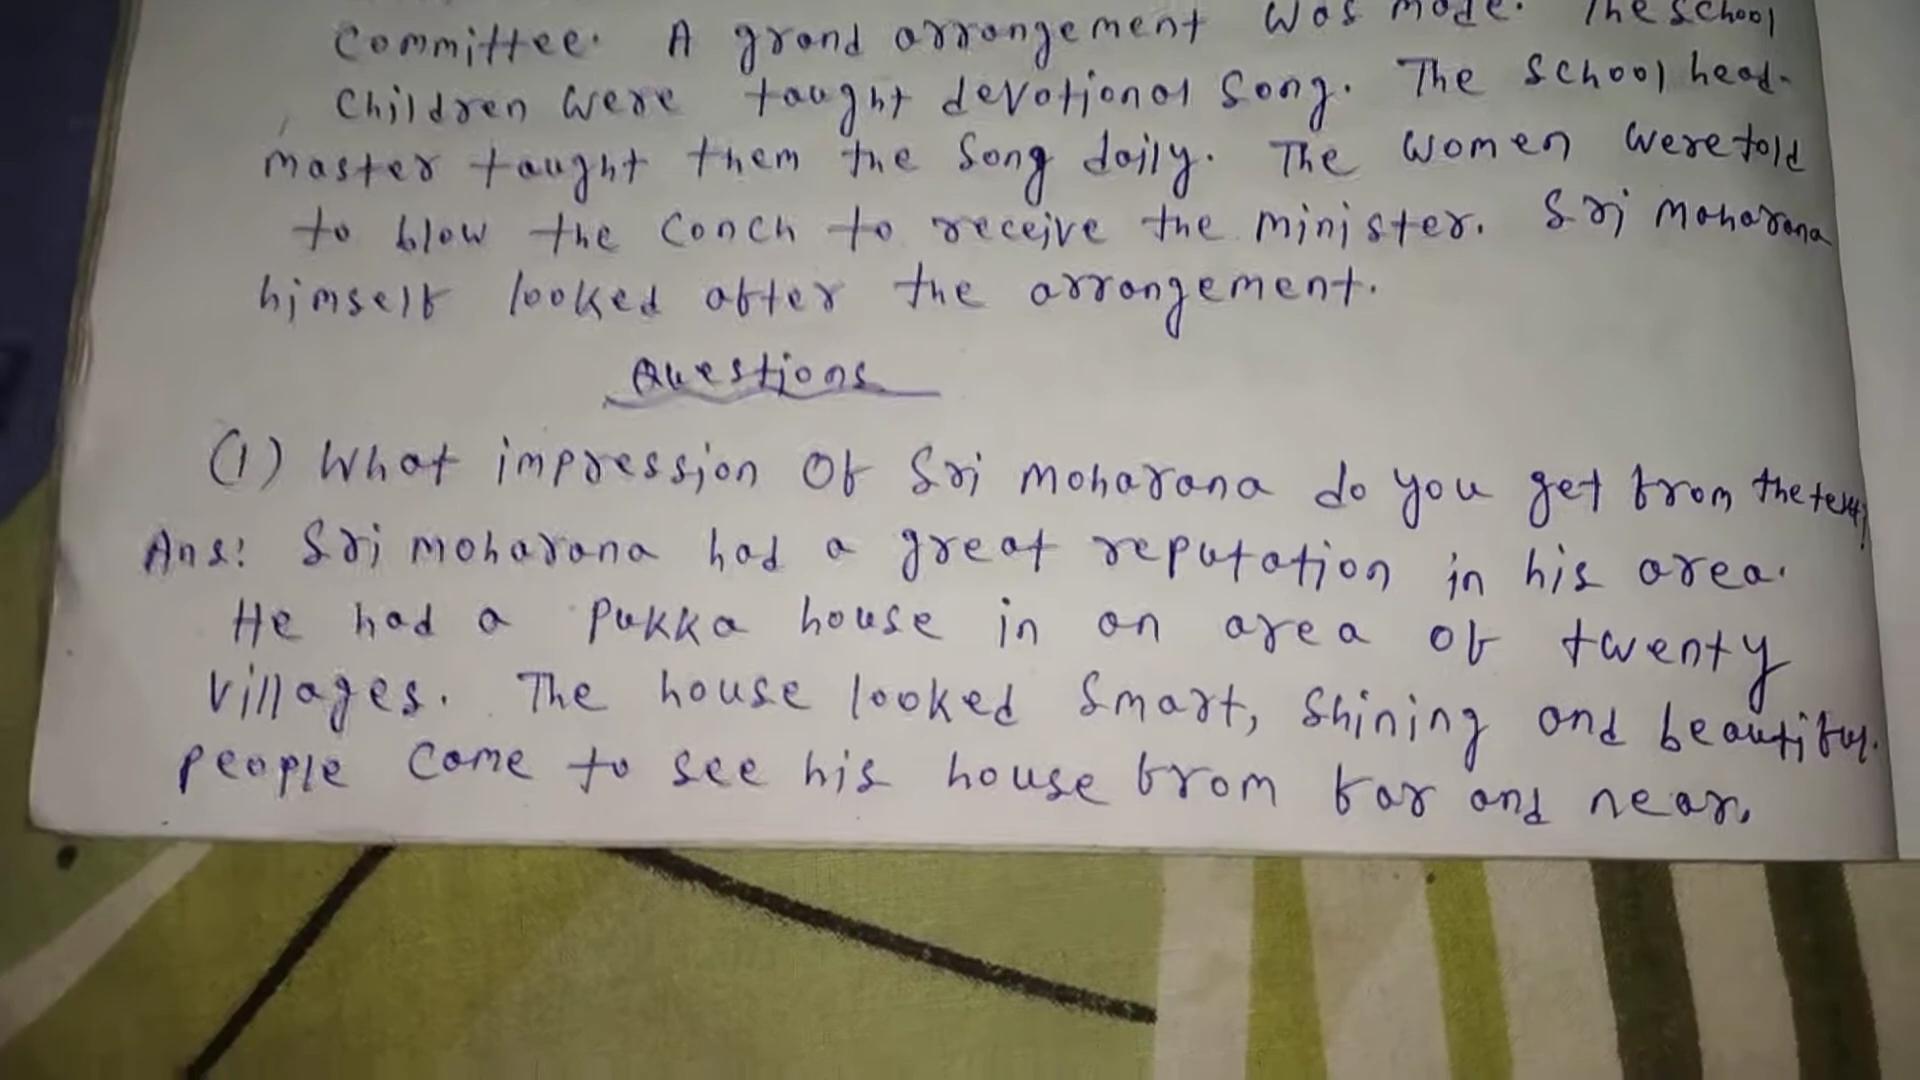 Committee. A grand arrangement was made. The school
Children were taught devotional song. The school head-
master taught them the song daily. The women were told
to blow the conch to receive the minister. Sri Moharana
himself looked after the arrangement.
Questions
(1) What impression of Sri Moharana do you get from the text?
Ans: Sri moharana had a great reputation in his area.
He had a pukka house in an area of twenty
villages. The house looked smart, shining and beautiful.
people came to see his house from far and near.